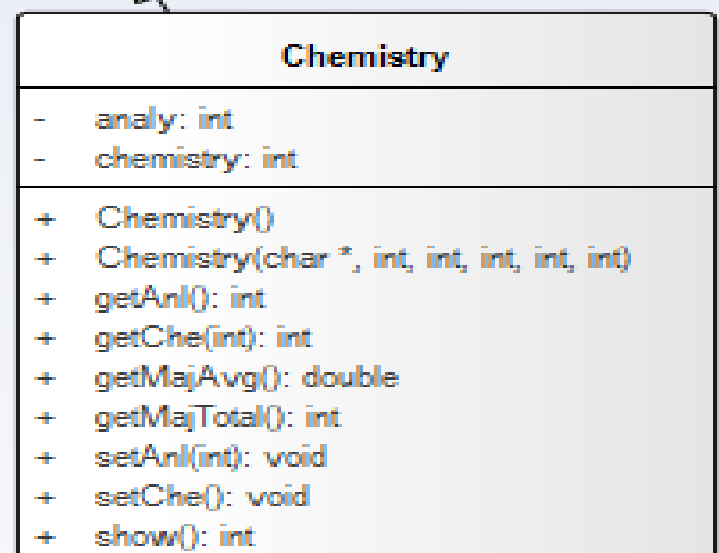 Chemistry
- analy: int
- chemistry: int
+ Chemistry()
+ Chemistry(char *, int, int, int, int, int)
+ getAnl(): int
+ getChe(int): int
+ getMajAvg(): double
+ getMajTotal(): int
+ setAnl(int): void
+ setChe(): void
+ show(): int